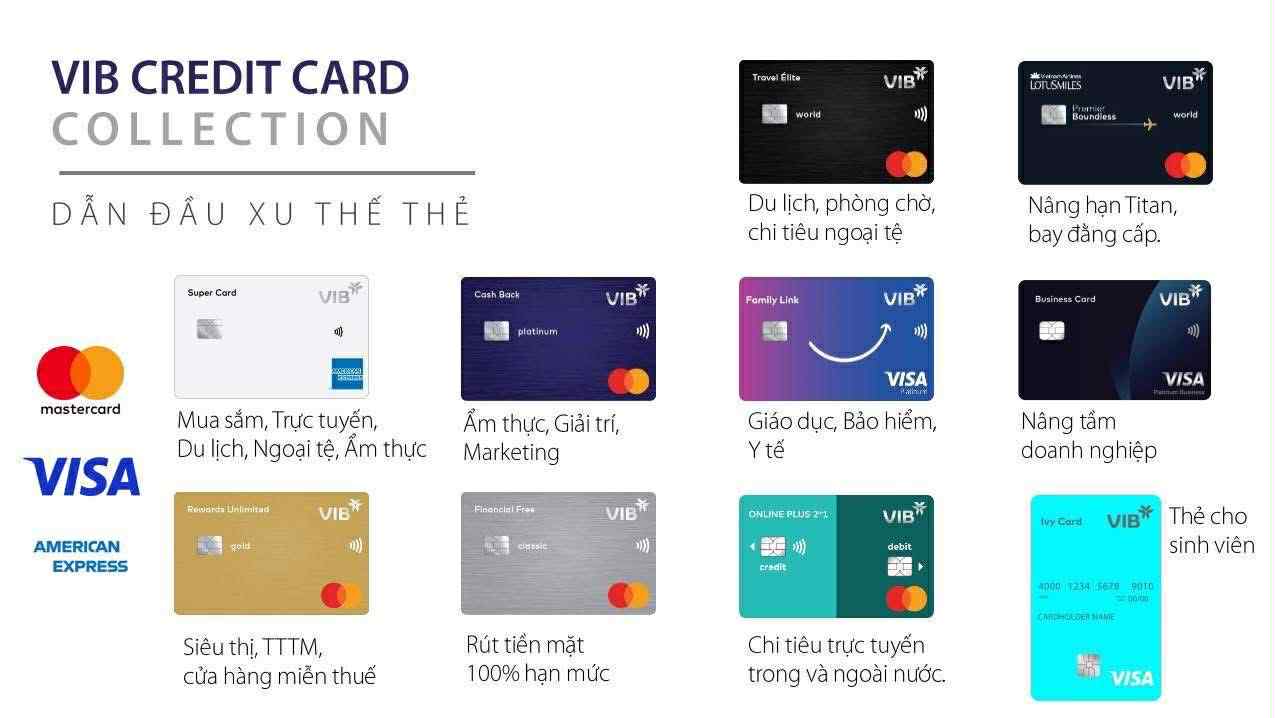 VIB CREDIT CARD
COLLECTION
DẪN ĐẦU XU THẾ THẺ
Travel Élite
VIB
world
Du lịch, phòng chờ,
chi tiêu ngoại tệ
Vietnam Airlines
LOTUSMILES
VIB
Premier
Boundless
world
Nâng hạn Titan,
bay đẳng cấp.
mastercard
VISA
AMERICAN
EXPRESS
Super Card
VIB
AMERICAN
EXPRESS
Mua sắm, Trực tuyến,
Du lịch, Ngoại tệ, Ẩm thực
Cash Back
VIB
platinum
Ẩm thực, Giải trí,
Marketing
Family Link
VIB
VISA
Platinum
Giáo dục, Bảo hiểm,
Y tế
Business Card
VIB
VISA
Platinum Business
Nâng tầm
doanh nghiệp
Rewards Unlimited
VIB
gold
Siêu thị, TTTM,
cửa hàng miễn thuế
Financial Free
VIB
classic
Rút tiền mặt
100% hạn mức
ONLINE PLUS 2in1
VIB
credit
debit
Chi tiêu trực tuyến
trong và ngoài nước.
Ivy Card
VIB
4000 1234 5678 9010
00/00
CARDHOLDER NAME
VISA
Thẻ cho
sinh viên